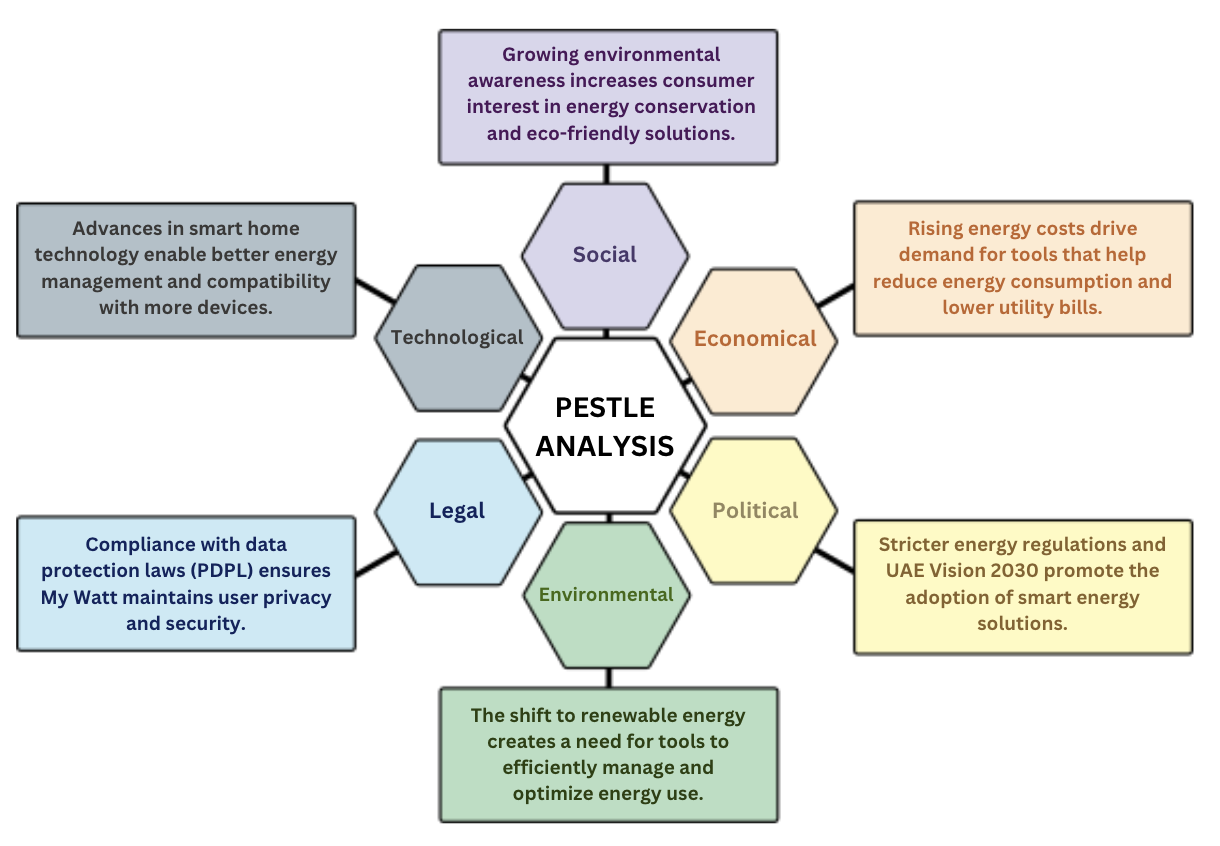 Growing environmental
awareness increases consumer
interest in energy conservation
and eco-friendly solutions.
Social
Advances in smart home
technology enable better energy
management and compatibility
with more devices.
Technological
Rising energy costs drive
demand for tools that help
reduce energy consumption and
lower utility bills.
Economical
PESTLE
ANALYSIS
Legal
Compliance with data
protection laws (PDPL) ensures
My Watt maintains user privacy
and security.
Political
Stricter energy regulations and
UAE Vision 2030 promote the
adoption of smart energy
solutions.
Environmental
The shift to renewable energy
creates a need for tools to
efficiently manage and
optimize energy use.